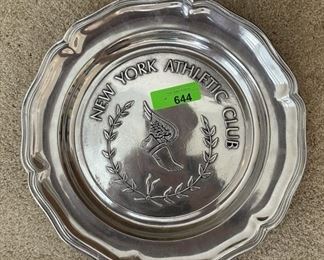 NEW YORK ATHLETIC CLUB
644